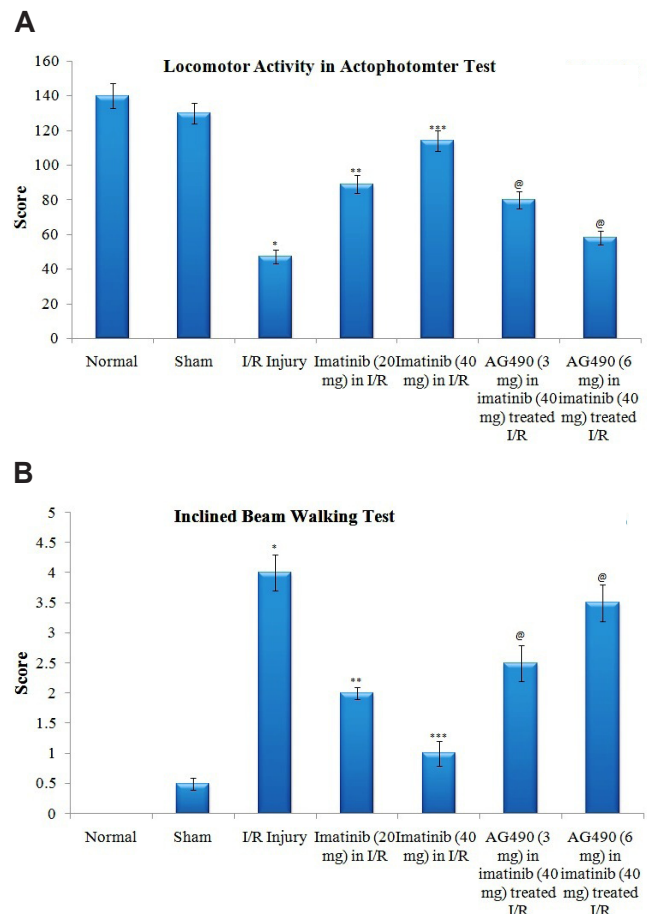 A
Locomotor Activity in Actophotomter Test
160
140
120
100
80
60
40
20
0
Score
*
**
***
@
@
Normal
Sham
I/R Injury
Imatinib (20
mg) in I/R
Imatinib (40
mg) in I/R
AG490 (3
mg) in
imatinib (40
mg) treated
I/R
AG490 (6
mg) in
imatinib (40
mg) treated
I/R
B
Inclined Beam Walking Test
5
4.5
4
3.5
3
2.5
2
1.5
1
0.5
0
Score
*
**
***
@
@
Normal
Sham
I/R Injury
Imatinib (20
mg) in I/R
Imatinib (40
mg) in I/R
AG490 (3
mg) in
imatinib (40
mg) treated
I/R
AG490 (6
mg) in
imatinib (40
mg) treated
I/R